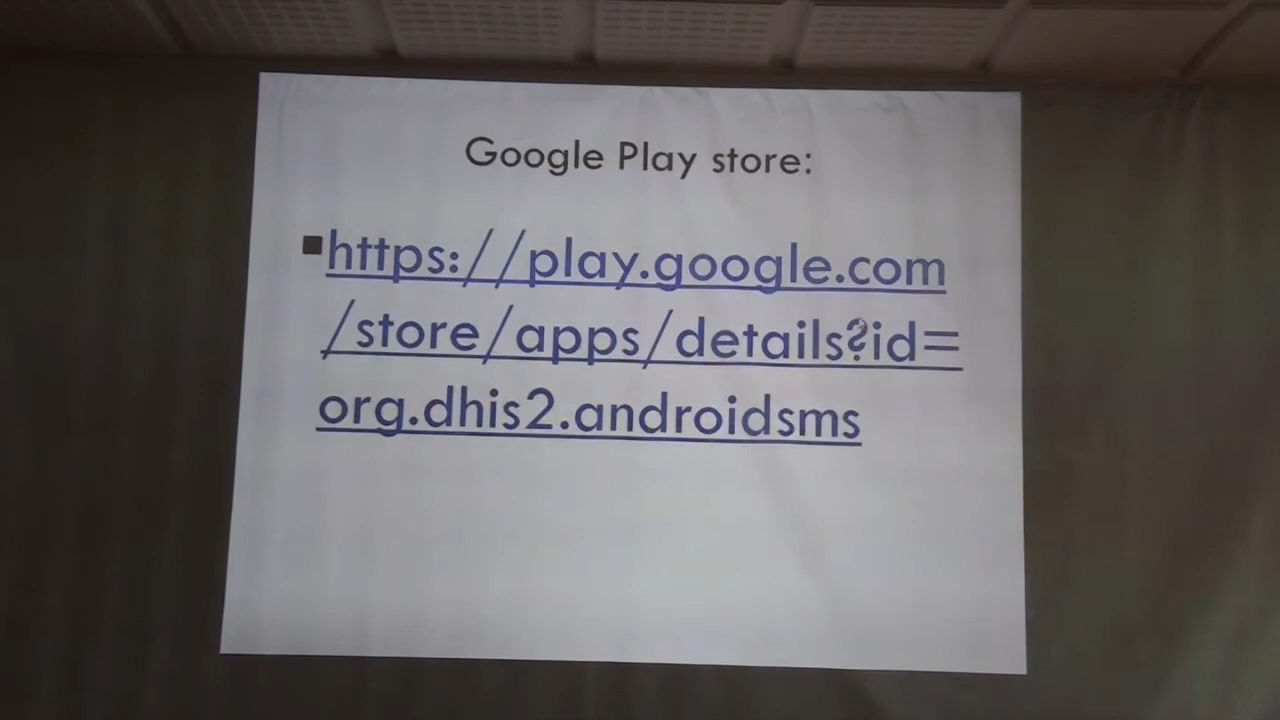 Google Play store:
https://play.google.com
/store/apps/details?id=
org.dhis2.androidsms